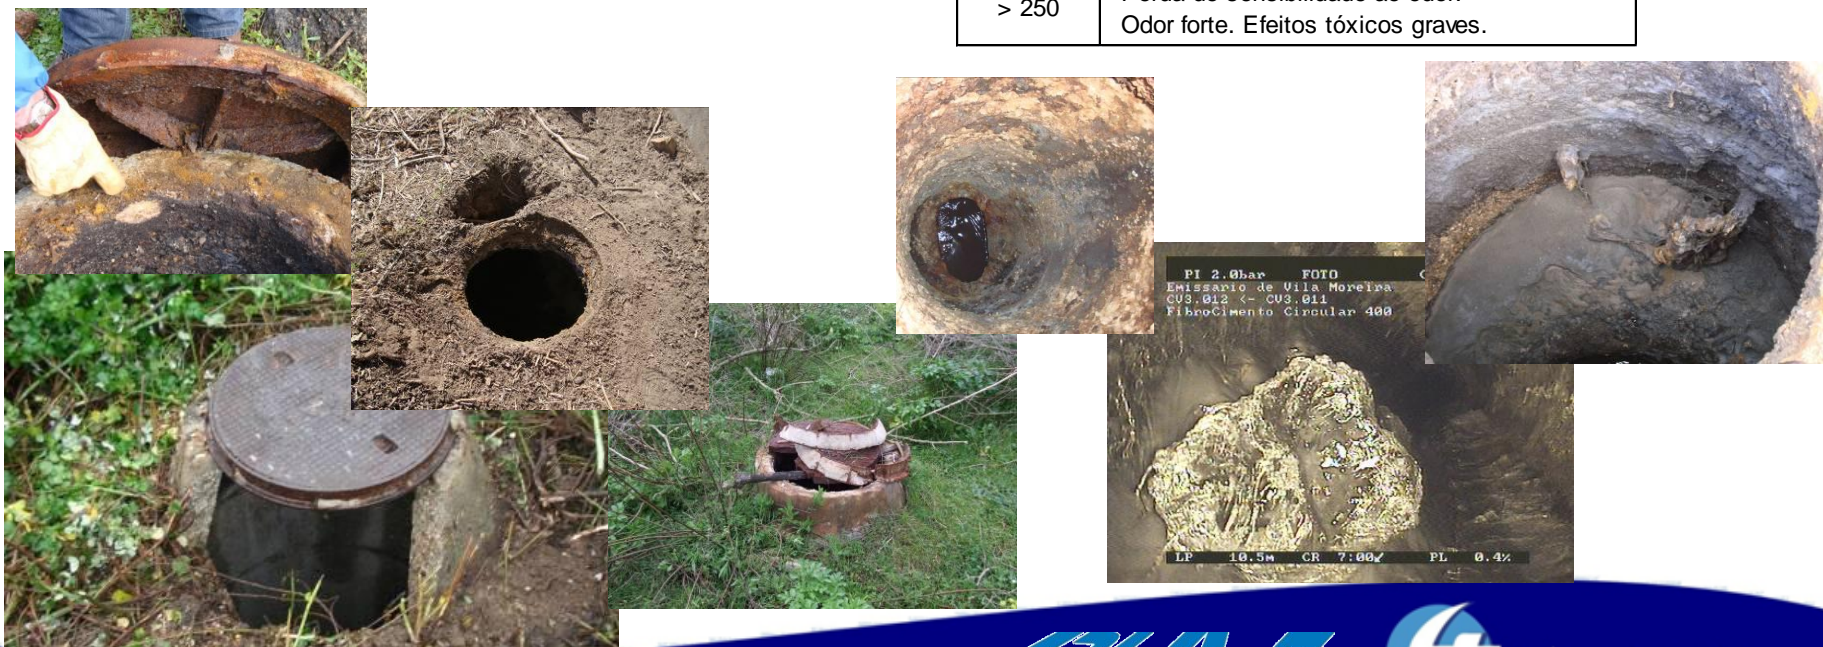 > 250
Odor forte. Efeitos tóxicos graves.
PI 2.0bar FOTO
Emissario de Vila Moreira
CV3.012 <- CV3.011
FibroCimento Circular 400
LP 10.5m CR 7:00 PL 0.4%